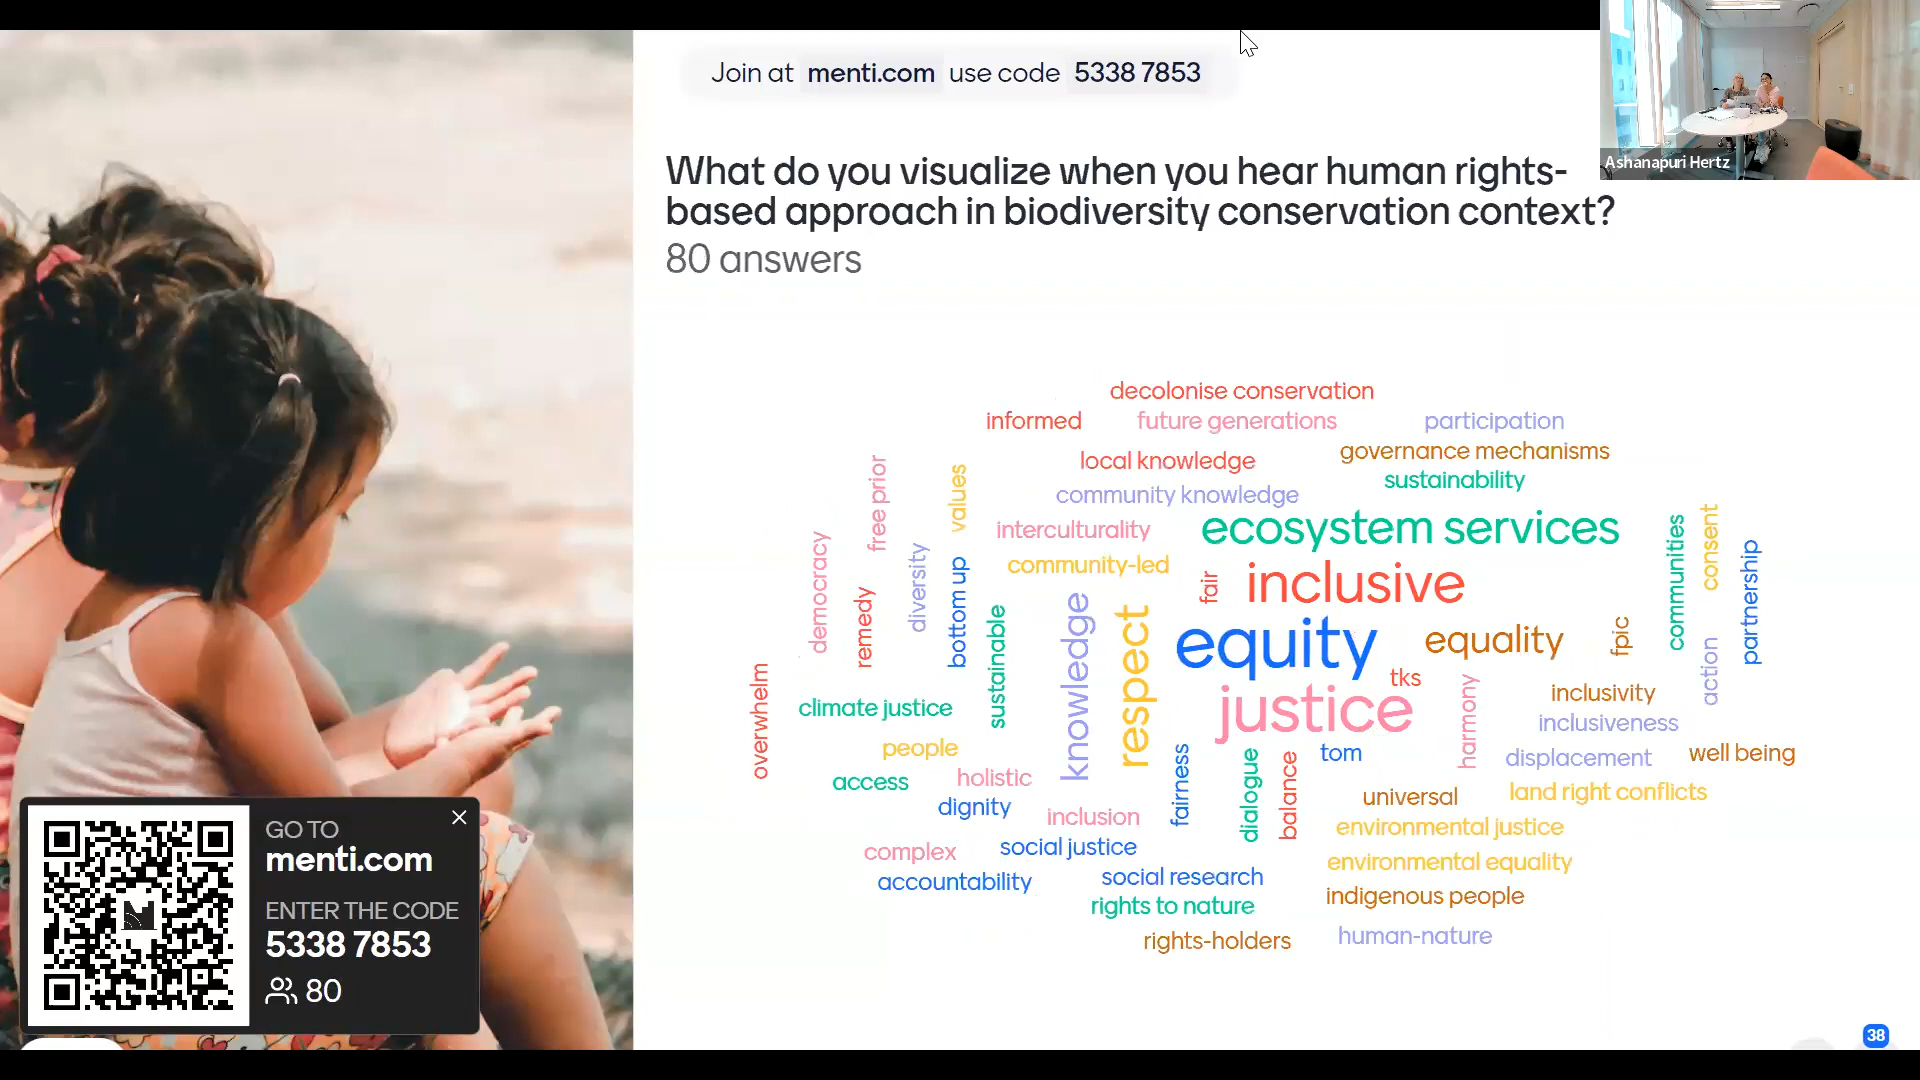 Join at menti.com use code 5338 7853
Ashanapuri Hertz
What do you visualize when you hear human rights-
based approach in biodiversity conservation context?
80 answers
decolonise conservation
informed
future generations
participation
governance mechanisms
local knowledge
sustainability
community knowledge
free prior
values
interculturality
ecosystem services
communities
consent
democracy
diversity
bottom up
community-led
fair
inclusive
partnership
remedy
sustainable
knowledge
respect
equity
equality
fpic
action
overwhelm
climate justice
tks
justice
harmony
inclusivity
inclusiveness
people
access
holistic
fairness
dialogue
balance
tom
displacement
well being
dignity
inclusion
universal
land right conflicts
environmental justice
complex
social justice
environmental equality
accountability
social research
indigenous people
rights to nature
rights-holders
human-nature
GO TO
menti.com
ENTER THE CODE
5338 7853
80
38